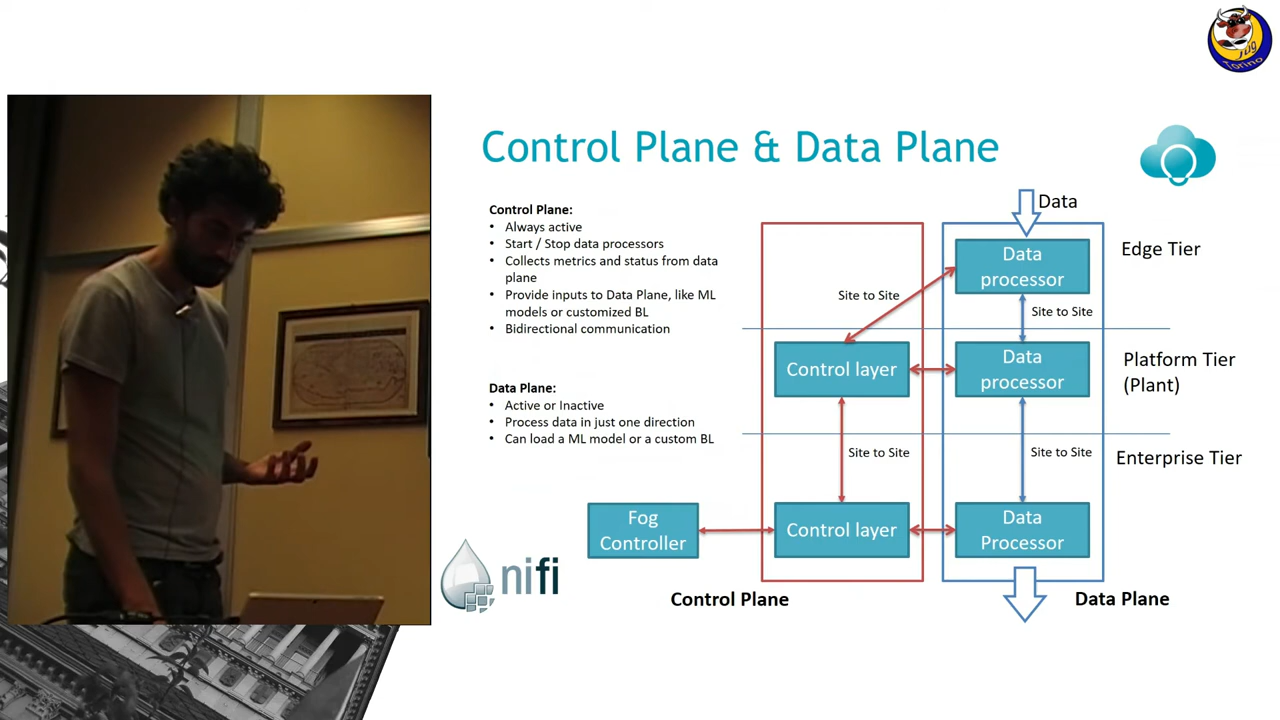 Jug
Torino
Control Plane & Data Plane
Control Plane:
• Always active
• Start / Stop data processors
• Collects metrics and status from data
plane
• Provide inputs to Data Plane, like ML
models or customized BL
• Bidirectional communication
Data Plane:
• Active or Inactive
• Process data in just one direction
• Can load a ML model or a custom BL
Data
Data
processor
Edge Tier
Site to Site
Site to Site
Control layer
Data
processor
Platform Tier
(Plant)
Site to Site
Site to Site
Enterprise Tier
Fog
Controller
Control layer
Data
Processor
nifi
Control Plane
Data Plane